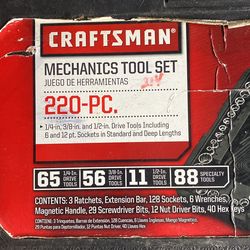 CRAFTSMAN®
MECHANICS TOOL SET
JUEGO DE HERRAMIENTAS
220-PC.
1/4-in, 3/8-in. and 1/2-in. Drive Tools Including
6 and 12 pt. Sockets in Standard and Deep Lengths
65 1/4-IN. DRIVE TOOLS 56 3/8-IN. DRIVE TOOLS 11 1/2-IN. DRIVE TOOLS 88 SPECIALTY TOOLS
CONTENTS: 3 Ratchets, Extension Bar, 128 Sockets, 6 Wrenches,
Magnetic Handle, 29 Screwdriver Bits, 12 Nut Driver Bits, 40 Hex Keys